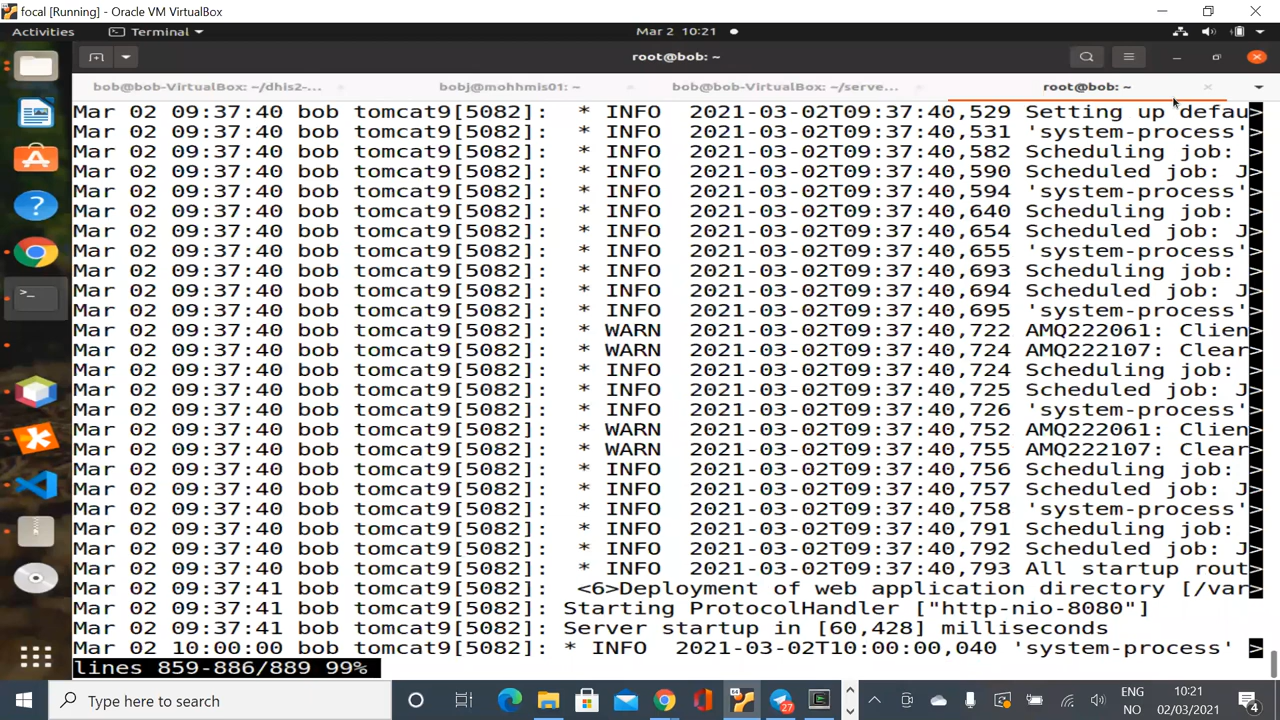 focal [Running] - Oracle VM VirtualBox
Activities Terminal Mar 2 10:21
root@bob: ~
bob@bob-VirtualBox: ~/dhis2-... bobj@mohhmis01: ~ bob@bob-VirtualBox: ~/serve... root@bob: ~
Mar 02 09:37:40 bob tomcat9[5082]: * INFO 2021-03-02T09:37:40,529 Setting up defau>
Mar 02 09:37:40 bob tomcat9[5082]: * INFO 2021-03-02T09:37:40,531 'system-process'>
Mar 02 09:37:40 bob tomcat9[5082]: * INFO 2021-03-02T09:37:40,582 Scheduling job: >
Mar 02 09:37:40 bob tomcat9[5082]: * INFO 2021-03-02T09:37:40,590 Scheduled job: J>
Mar 02 09:37:40 bob tomcat9[5082]: * INFO 2021-03-02T09:37:40,594 'system-process'>
Mar 02 09:37:40 bob tomcat9[5082]: * INFO 2021-03-02T09:37:40,640 Scheduling job: >
Mar 02 09:37:40 bob tomcat9[5082]: * INFO 2021-03-02T09:37:40,654 Scheduled job: J>
Mar 02 09:37:40 bob tomcat9[5082]: * INFO 2021-03-02T09:37:40,655 'system-process'>
Mar 02 09:37:40 bob tomcat9[5082]: * INFO 2021-03-02T09:37:40,693 Scheduling job: >
Mar 02 09:37:40 bob tomcat9[5082]: * INFO 2021-03-02T09:37:40,694 Scheduled job: J>
Mar 02 09:37:40 bob tomcat9[5082]: * INFO 2021-03-02T09:37:40,695 'system-process'>
Mar 02 09:37:40 bob tomcat9[5082]: * WARN 2021-03-02T09:37:40,722 AMQ222061: Clien>
Mar 02 09:37:40 bob tomcat9[5082]: * WARN 2021-03-02T09:37:40,724 AMQ222107: Clear>
Mar 02 09:37:40 bob tomcat9[5082]: * INFO 2021-03-02T09:37:40,724 Scheduling job: >
Mar 02 09:37:40 bob tomcat9[5082]: * INFO 2021-03-02T09:37:40,725 Scheduled job: J>
Mar 02 09:37:40 bob tomcat9[5082]: * INFO 2021-03-02T09:37:40,726 'system-process'>
Mar 02 09:37:40 bob tomcat9[5082]: * WARN 2021-03-02T09:37:40,752 AMQ222061: Clien>
Mar 02 09:37:40 bob tomcat9[5082]: * WARN 2021-03-02T09:37:40,755 AMQ222107: Clear>
Mar 02 09:37:40 bob tomcat9[5082]: * INFO 2021-03-02T09:37:40,756 Scheduling job: >
Mar 02 09:37:40 bob tomcat9[5082]: * INFO 2021-03-02T09:37:40,757 Scheduled job: J>
Mar 02 09:37:40 bob tomcat9[5082]: * INFO 2021-03-02T09:37:40,758 'system-process'>
Mar 02 09:37:40 bob tomcat9[5082]: * INFO 2021-03-02T09:37:40,791 Scheduling job: >
Mar 02 09:37:40 bob tomcat9[5082]: * INFO 2021-03-02T09:37:40,792 Scheduled job: J>
Mar 02 09:37:40 bob tomcat9[5082]: * INFO 2021-03-02T09:37:40,793 All startup rout>
Mar 02 09:37:41 bob tomcat9[5082]: <6>Deployment of web application directory [/var>
Mar 02 09:37:41 bob tomcat9[5082]: Starting ProtocolHandler ["http-nio-8080"]
Mar 02 09:37:41 bob tomcat9[5082]: Server startup in [60,428] milliseconds
Mar 02 10:00:00 bob tomcat9[5082]: * INFO 2021-03-02T10:00:00,040 'system-process' >
lines 859-886/889 99%
Type here to search 27 ENG NO 10:21 02/03/2021 4